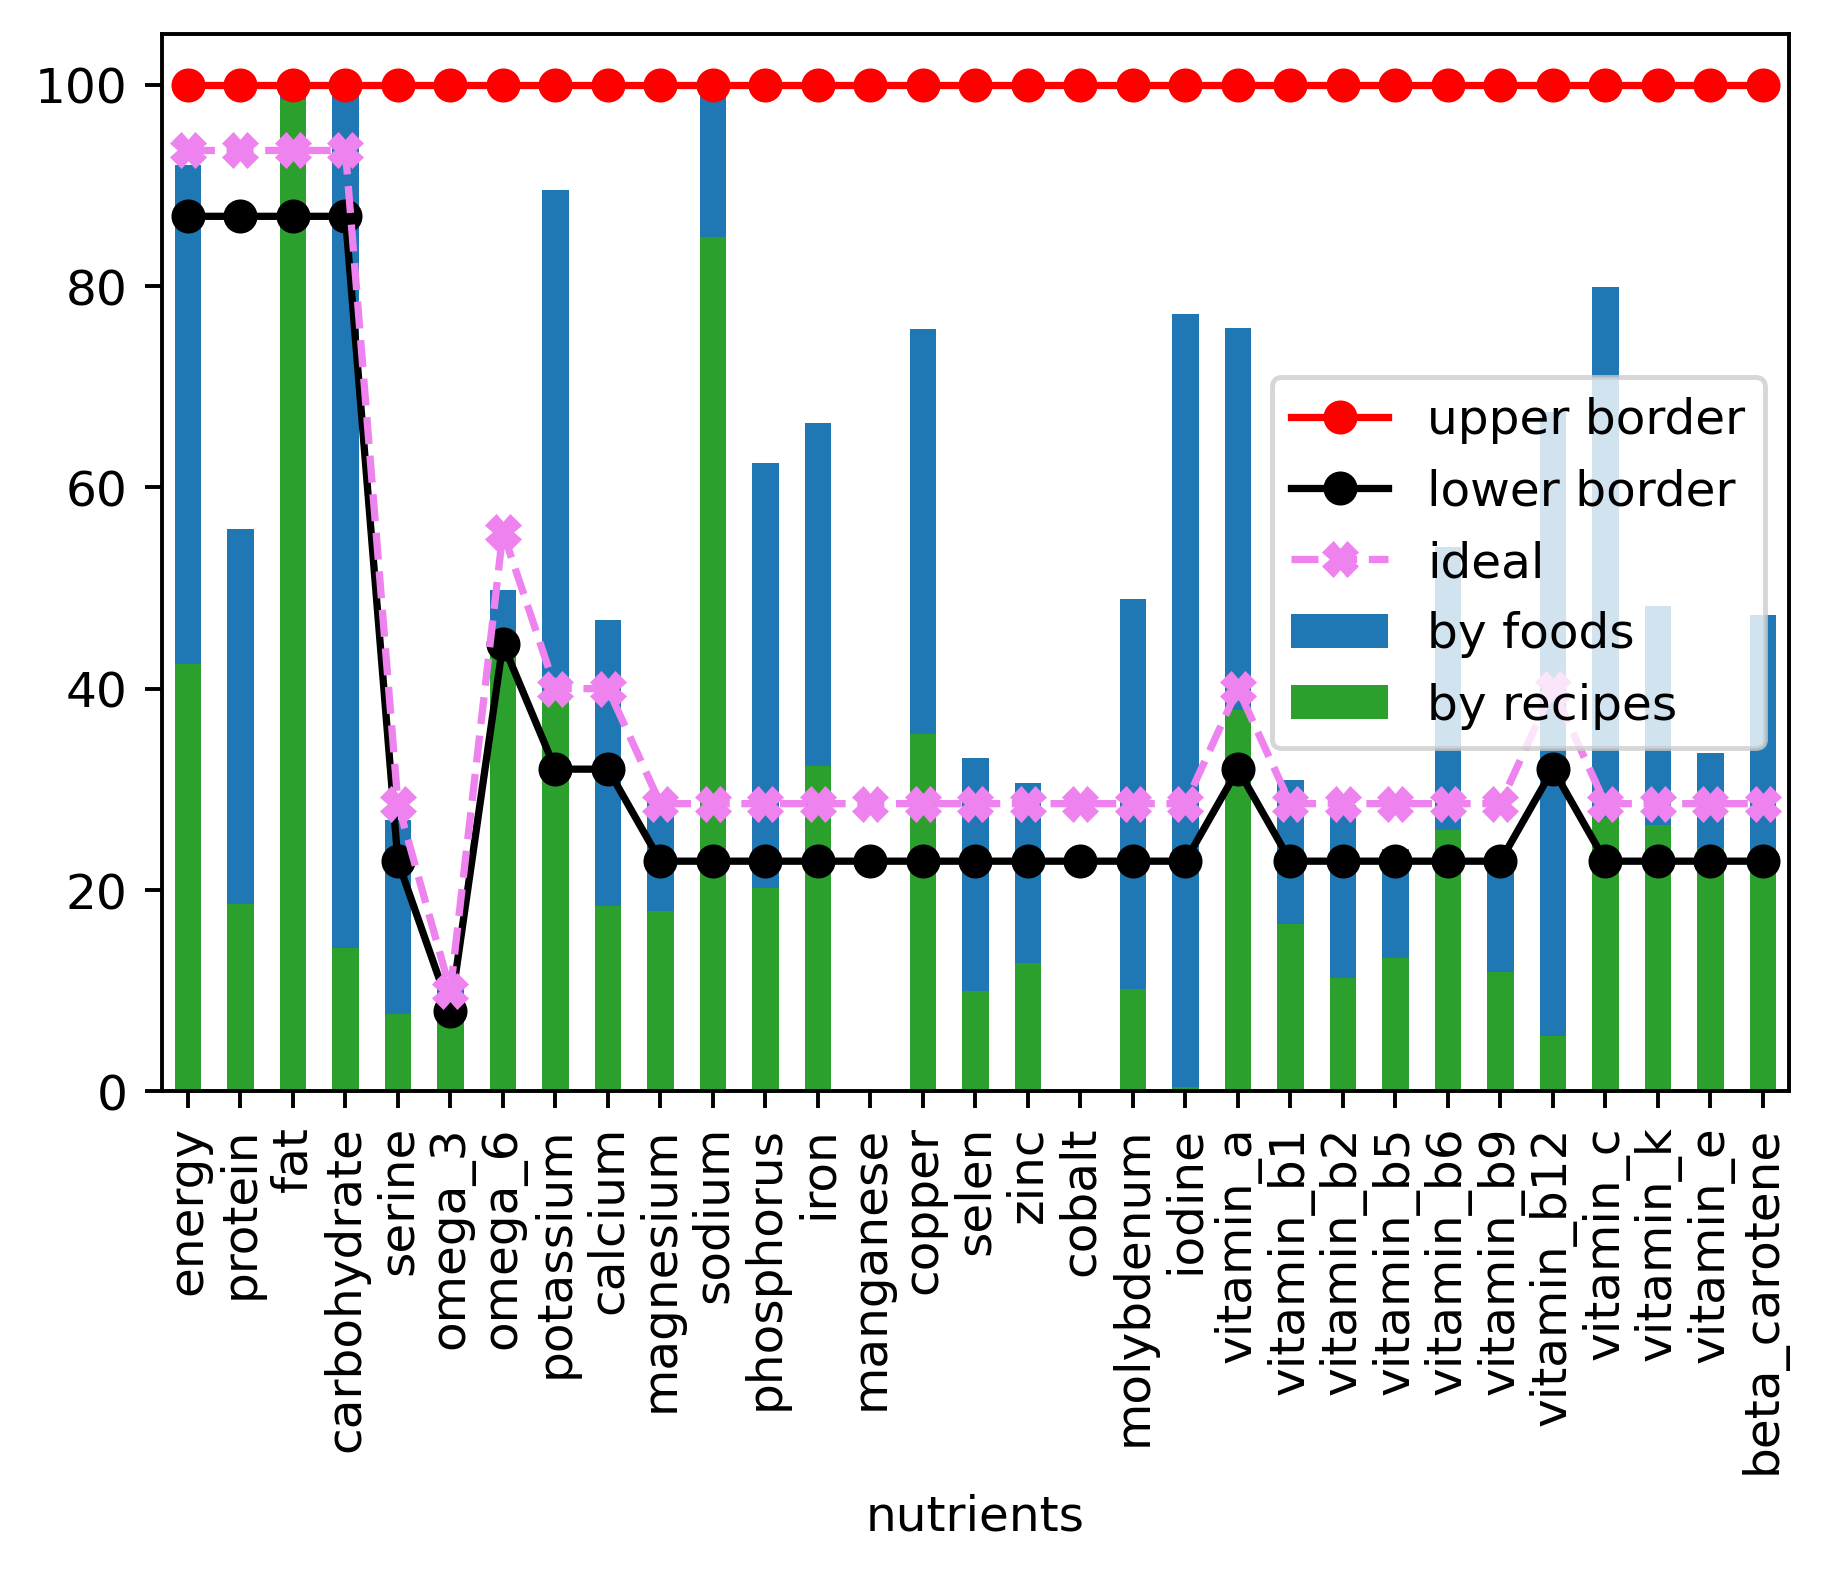 100
80
60
40
20
0
upper border
lower border
ideal
by foods
by recipes
energy
protein
fat
carbohydrate
serine
omega_3
omega_6
potassium
calcium
magnesium
sodium
phosphorus
iron
manganese
copper
selen
zinc
cobalt
molybdenum
iodine
vitamin_a
vitamin_b1
vitamin_b2
vitamin_b5
vitamin_b6
vitamin_b9
vitamin_b12
vitamin_c
vitamin_k
vitamin_e
beta_carotene
nutrients